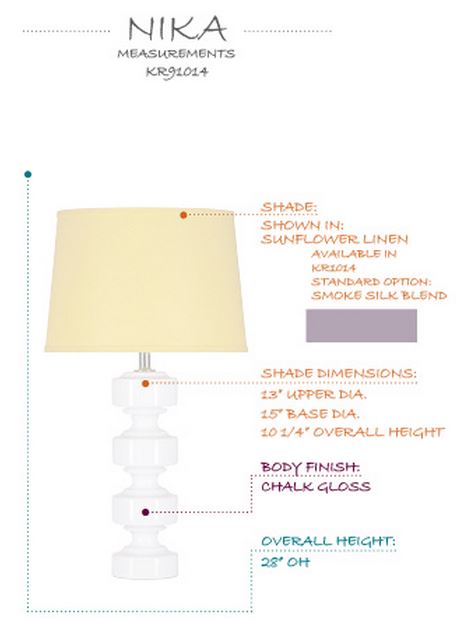 NIKA
MEASUREMENTS
KR91014
SHADE:
SHOWN IN:
SUNFLOWER LINEN
AVAILABLE IN
KR1014
STANDARD OPTION:
SMOKE SILK BLEND
SHADE DIMENSIONS:
13" UPPER DIA.
15" BASE DIA.
10 1/4" OVERALL HEIGHT
BODY FINISH:
CHALK GLOSS
OVERALL HEIGHT:
28" OH